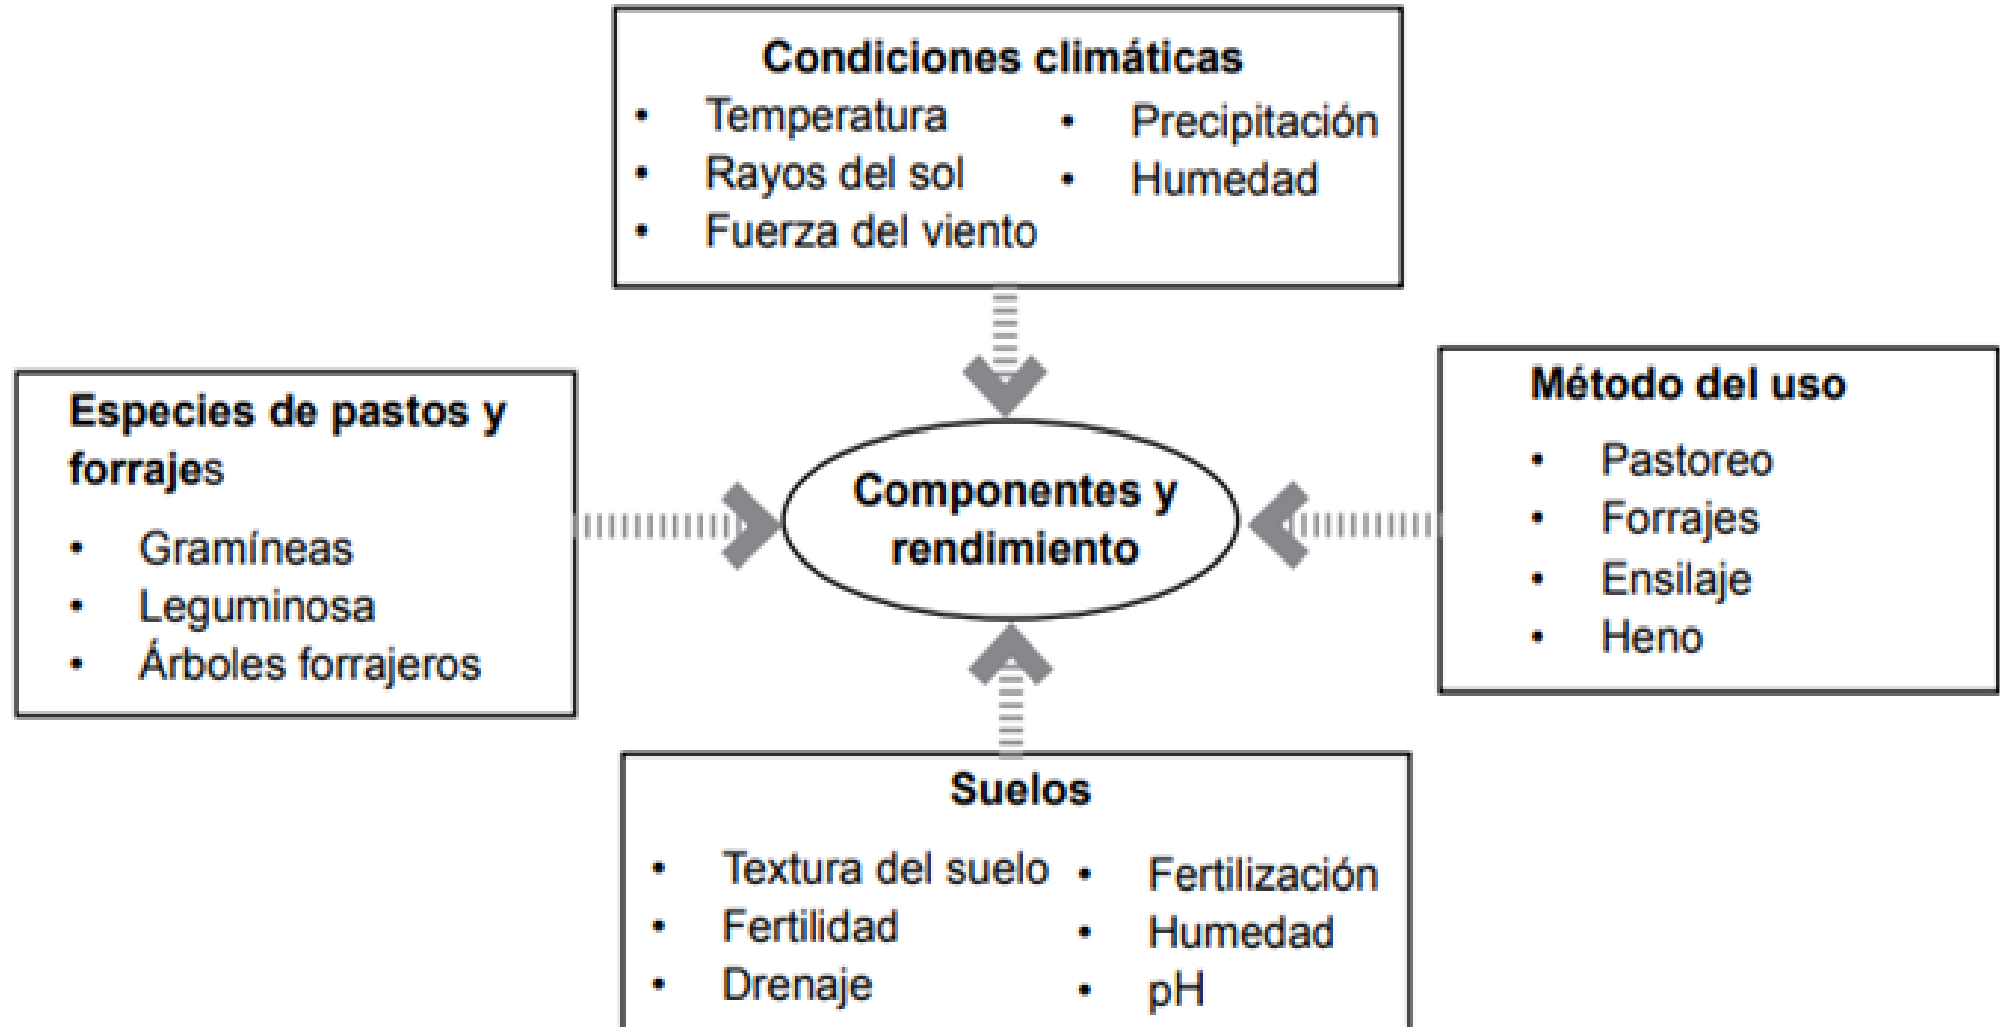 Condiciones climáticas
• Temperatura
• Rayos del sol
• Fuerza del viento
• Precipitación
• Humedad
Especies de pastos y
forrajes
• Gramíneas
• Leguminosa
• Árboles forrajeros
Componentes y
rendimiento
Método del uso
• Pastoreo
• Forrajes
• Ensilaje
• Heno
Suelos
• Textura del suelo
• Fertilidad
• Drenaje
• Fertilización
• Humedad
• pH